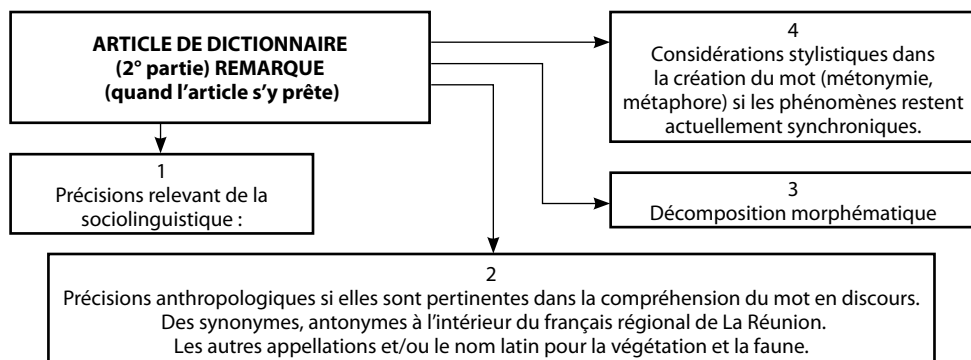 ARTICLE DE DICTIONNAIRE
(2° partie) REMARQUE
(quand l'article s'y prête)
1
Précisions relevant de la
sociolinguistique :
2
Précisions anthropologiques si elles sont pertinentes dans la compréhension du mot en discours.
Des synonymes, antonymes à l'intérieur du français régional de La Réunion.
Les autres appellations et/ou le nom latin pour la végétation et la faune.
3
Décomposition morphématique
4
Considérations stylistiques dans
la création du mot (métonymie,
métaphore) si les phénomènes restent
actuellement synchroniques.